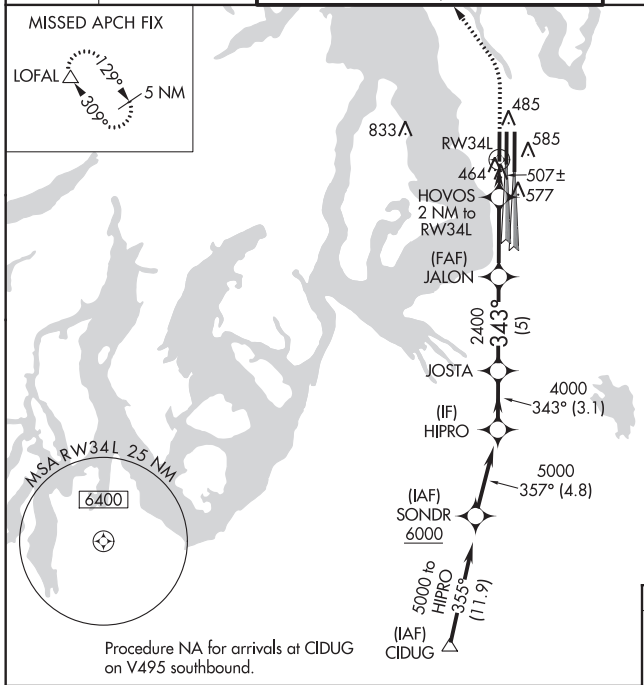 MISSED APCH FIX
LOFAL
129°
309°
5 NM
833
485
RW34L
585
464
507±
HOVOS
577
2 NM to
RW34L
(FAF)
JALON
2400
343°
(5)
JOSTA
4000
343° (3.1)
(IF)
HIPRO
5000
357° (4.8)
MSA RW34L 25 NM
6400
(IAF)
SONDR
6000
5000 to
HIPRO
355°
(11.9)
(IAF)
CIDUG
Procedure NA for arrivals at CIDUG
on V495 southbound.